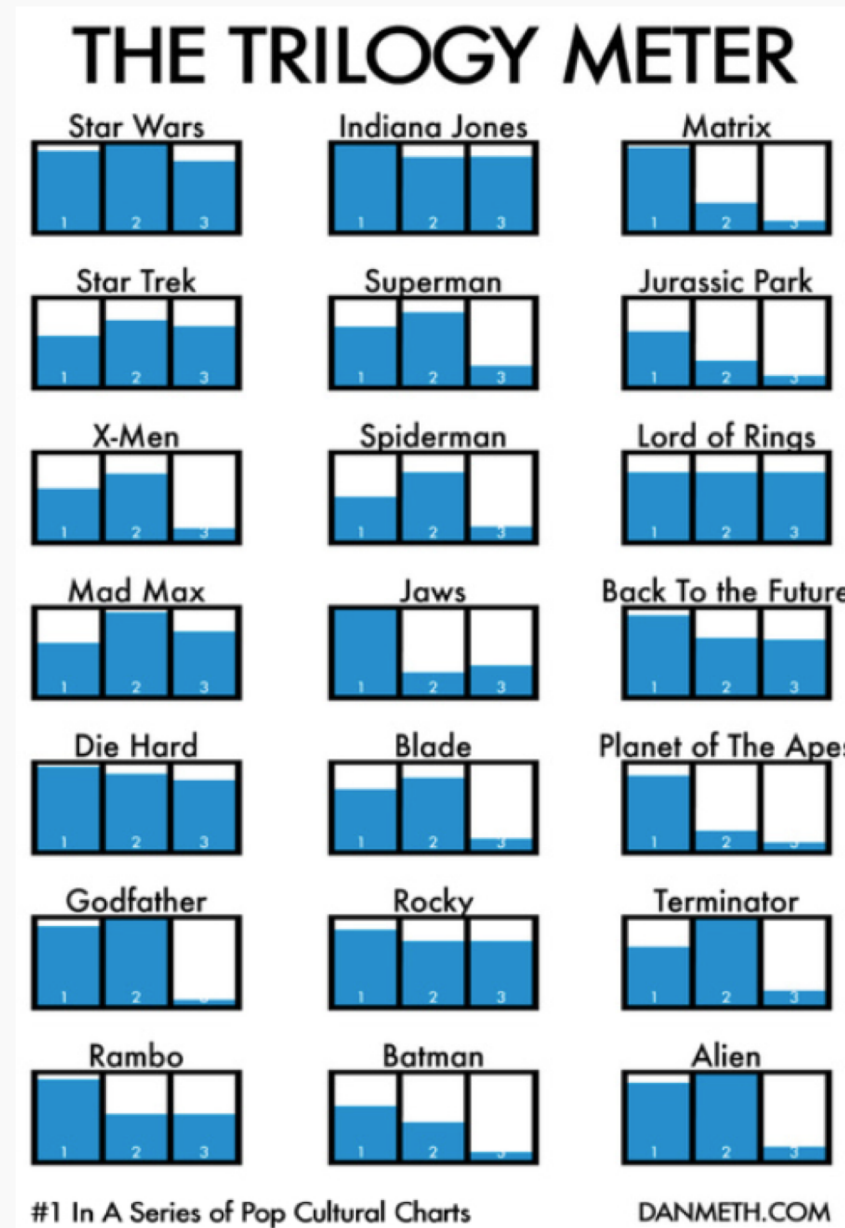 THE TRILOGY METER
Star Wars Indiana Jones Matrix
1 2 3 1 2 3 1 2 3
Star Trek Superman Jurassic Park
1 2 3 1 2 3 1 2 3
X-Men Spiderman Lord of Rings
1 2 3 1 2 3 1 2 3
Mad Max Jaws Back To the Future
1 2 3 1 2 3 1 2 3
Die Hard Blade Planet of The Apes
1 2 3 1 2 3 1 2 3
Godfather Rocky Terminator
1 2 3 1 2 3 1 2 3
Rambo Batman Alien
1 2 3 1 2 3 1 2 3
#1 In A Series of Pop Cultural Charts DANMETH.COM